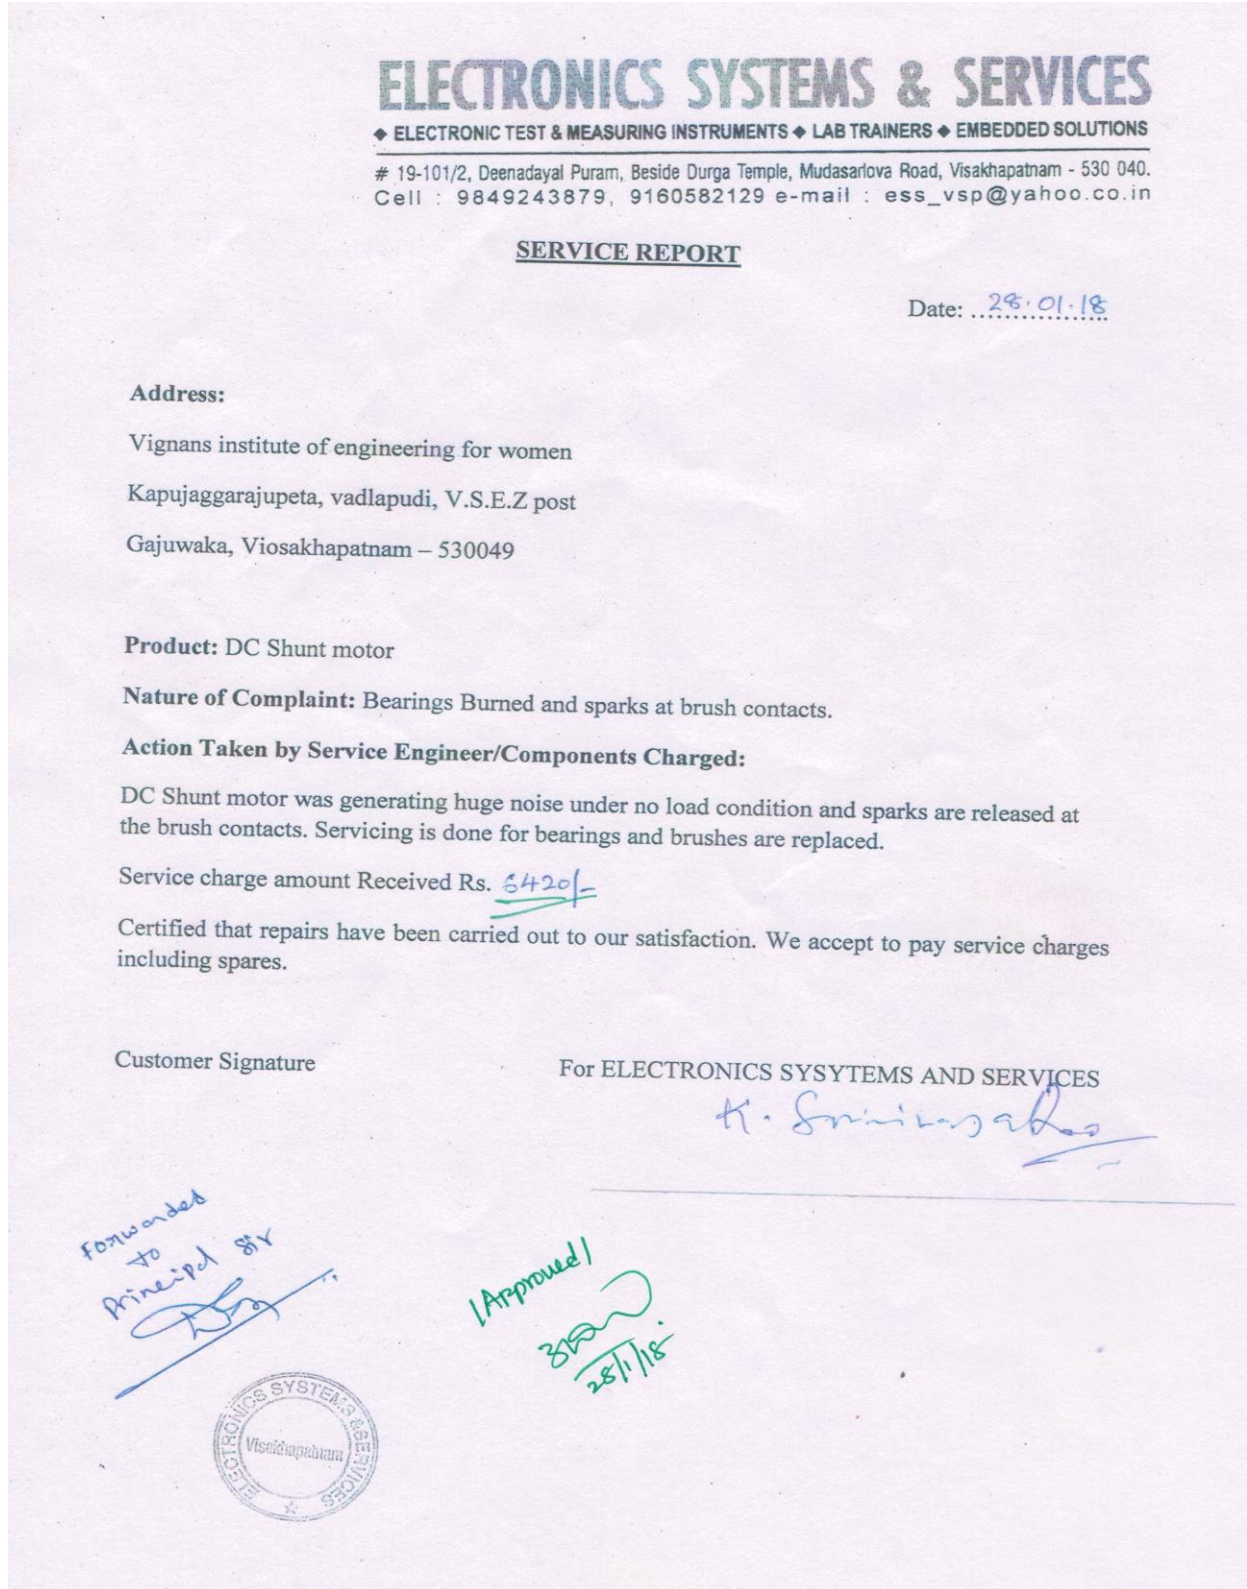 ELECTRONICS SYSTEMS & SERVICES
◆ ELECTRONIC TEST & MEASURING INSTRUMENTS ◆ LAB TRAINERS ◆ EMBEDDED SOLUTIONS
# 19-101/2, Deenadayal Puram, Beside Durga Temple, Mudasarlova Road, Visakhapatnam - 530 040.
Cell : 9849243879, 9160582129 e-mail : ess_vsp@yahoo.co.in
SERVICE REPORT
Date: 28.01.18
Address:
Vignans institute of engineering for women
Kapujaggarajupeta, vadlapudi, V.S.E.Z post
Gajuwaka, Viosakhapatnam – 530049
Product: DC Shunt motor
Nature of Complaint: Bearings Burned and sparks at brush contacts.
Action Taken by Service Engineer/Components Charged:
DC Shunt motor was generating huge noise under no load condition and sparks are released at
the brush contacts. Servicing is done for bearings and brushes are replaced.
Service charge amount Received Rs. 6420/-
Certified that repairs have been carried out to our satisfaction. We accept to pay service charges
including spares.
Customer Signature
For ELECTRONICS SYSYTEMS AND SERVICES
K. Srinivasa Rao
Forwarded
to
Principal Sir
/Approved/
28/1/18
ELECTRONICS SYSTEMS & SERVICES
Visakhapatnam